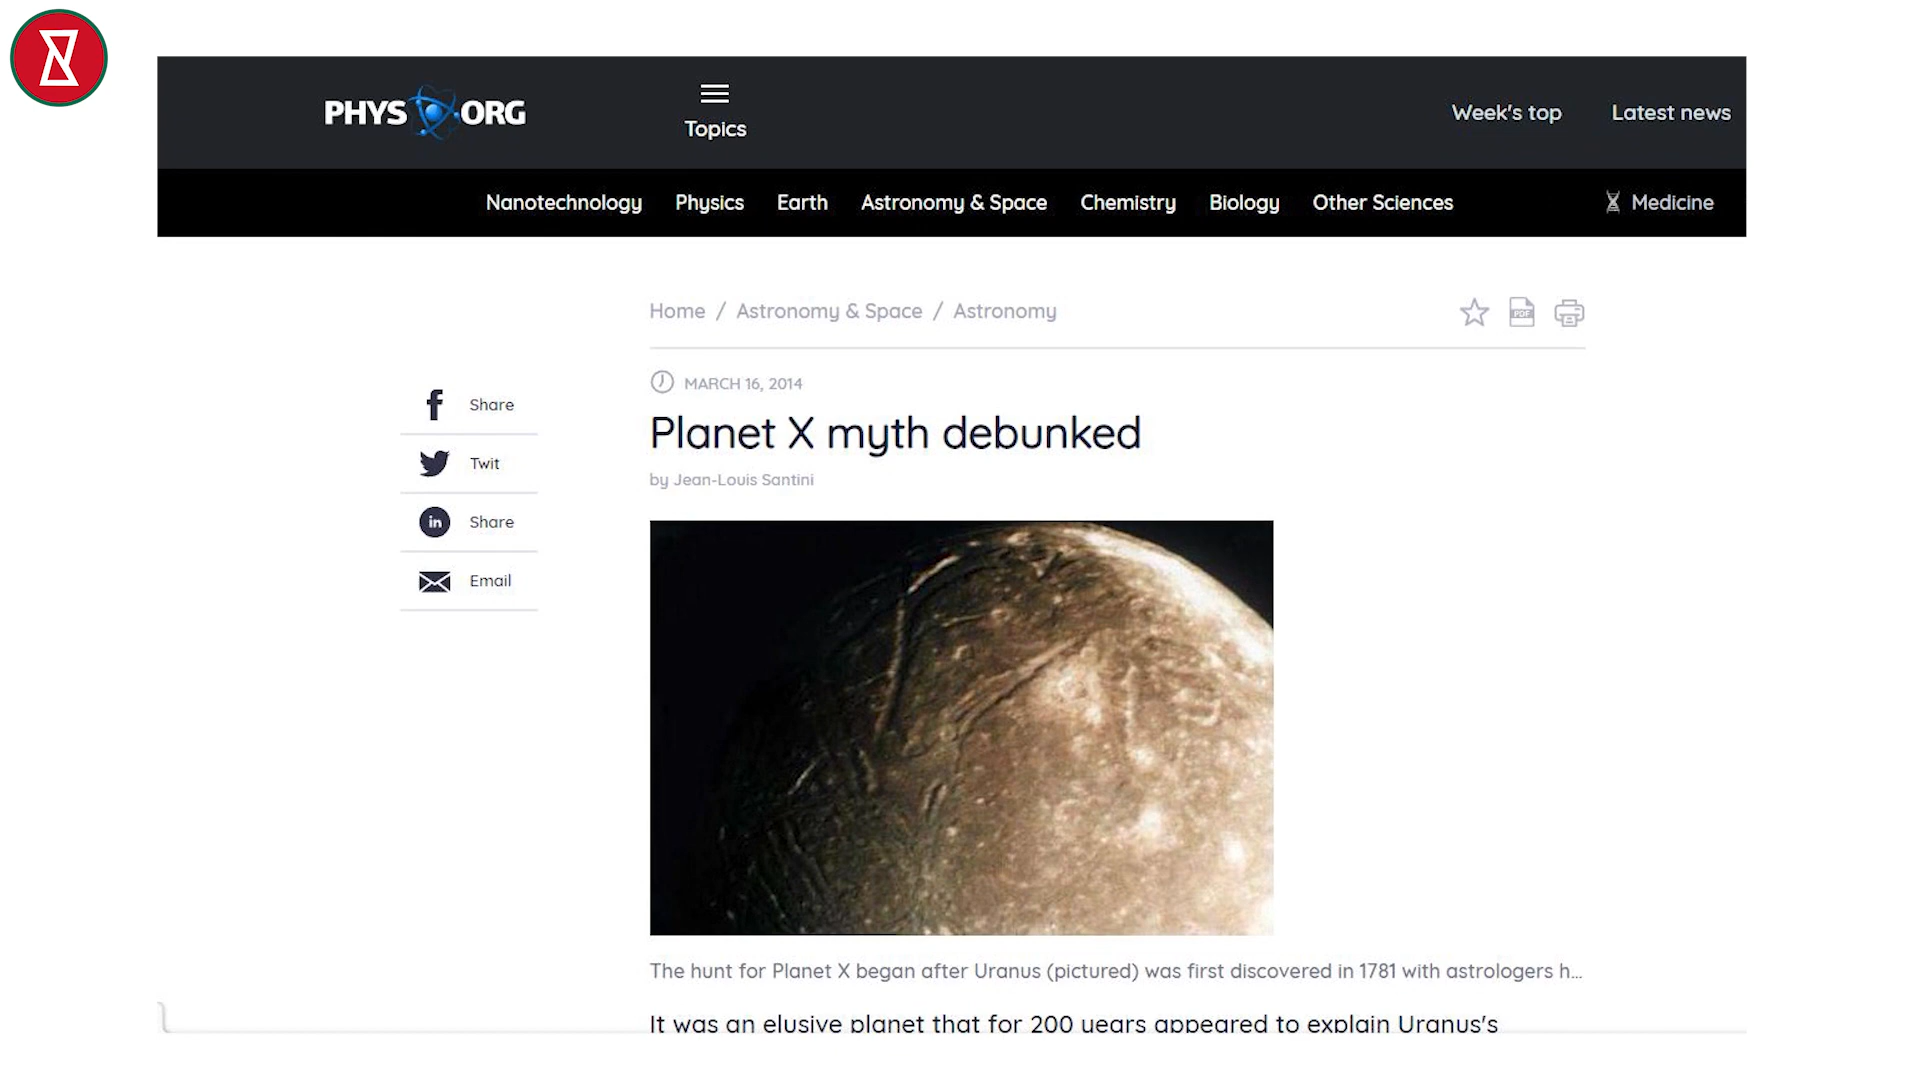 PHYS ORG
Topics
Week's top
Latest news
Nanotechnology
Physics
Earth
Astronomy & Space
Chemistry
Biology
Other Sciences
Medicine
Home / Astronomy & Space / Astronomy
PDF
MARCH 16, 2014
Planet X myth debunked
by Jean-Louis Santini
Share
Twit
in Share
Email
The hunt for Planet X began after Uranus (pictured) was first discovered in 1781 with astrologers h...
It was an elusive planet that for 200 years appeared to explain Uranus's